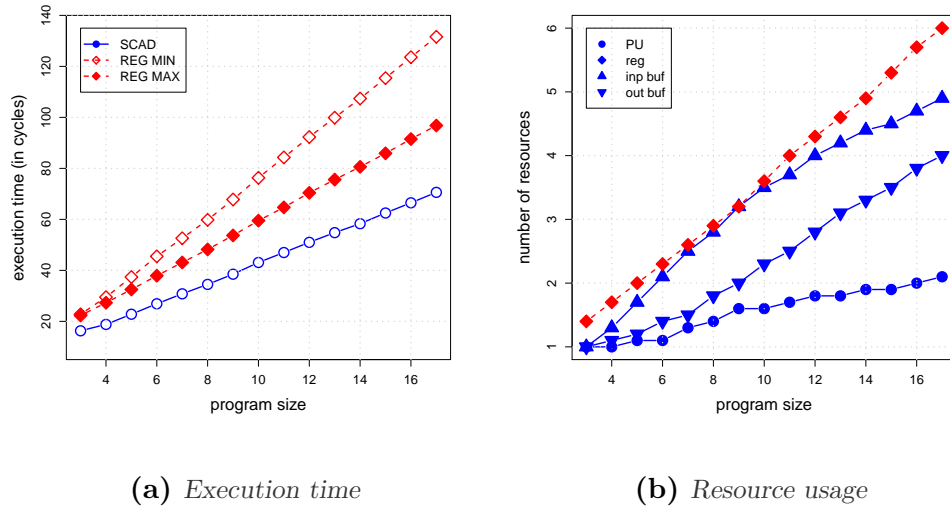 execution time (in cycles)
140
120
100
80
60
40
20
SCAD
REG MIN
REG MAX
4 6 8 10 12 14 16
program size
number of resources
6
5
4
3
2
1
PU
reg
inp buf
out buf
4 6 8 10 12 14 16
program size
(a) Execution time
(b) Resource usage